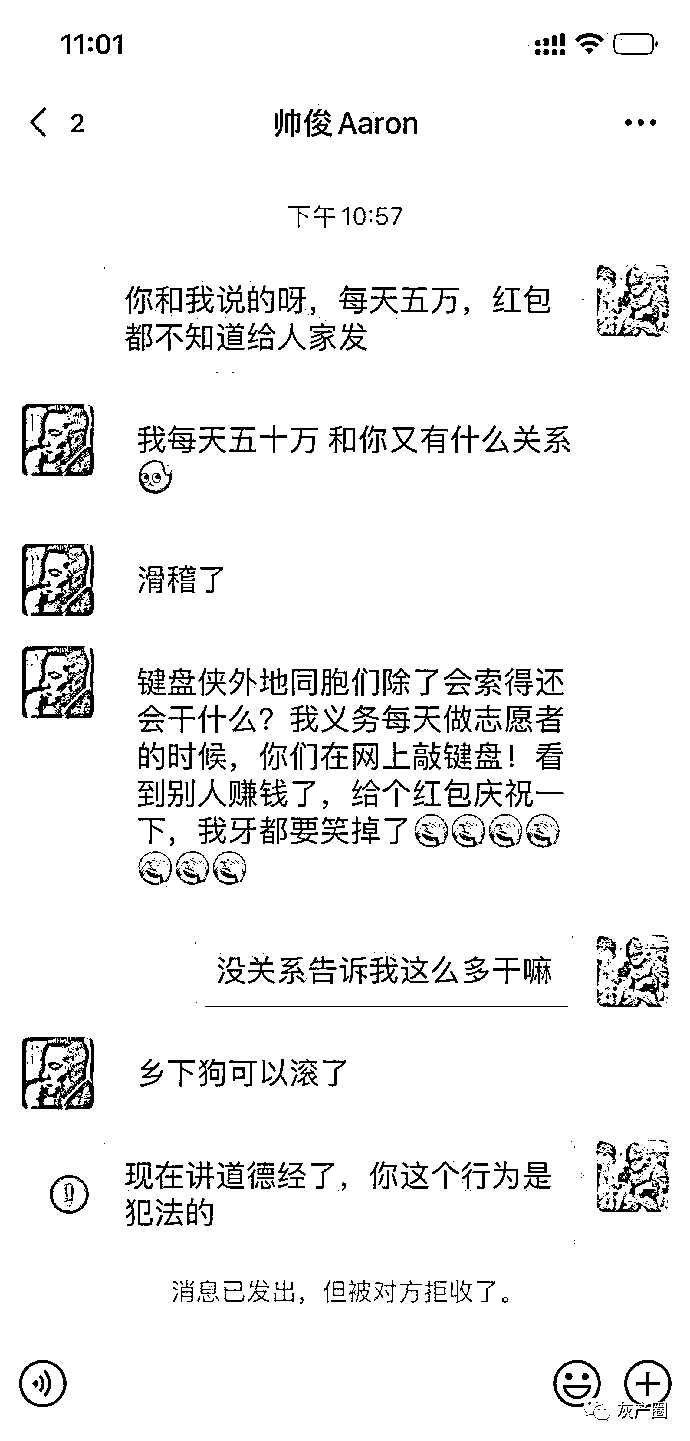 11:01
2
帅俊Aaron
下午10:57
你和我说的呀，每天五万，红包
都不知道给人家发
我每天五十万 和你又有什么关系
滑稽了
键盘侠外地同胞们除了会索得还
会干什么？我义务每天做志愿者
的时候，你们在网上敲键盘！看
到别人赚钱了，给个红包庆祝一
下，我牙都要笑掉了
没关系告诉我这么多干嘛
乡下狗可以滚了
现在讲道德经了，你这个行为是
犯法的
消息已发出，但被对方拒收了。
灰产圈